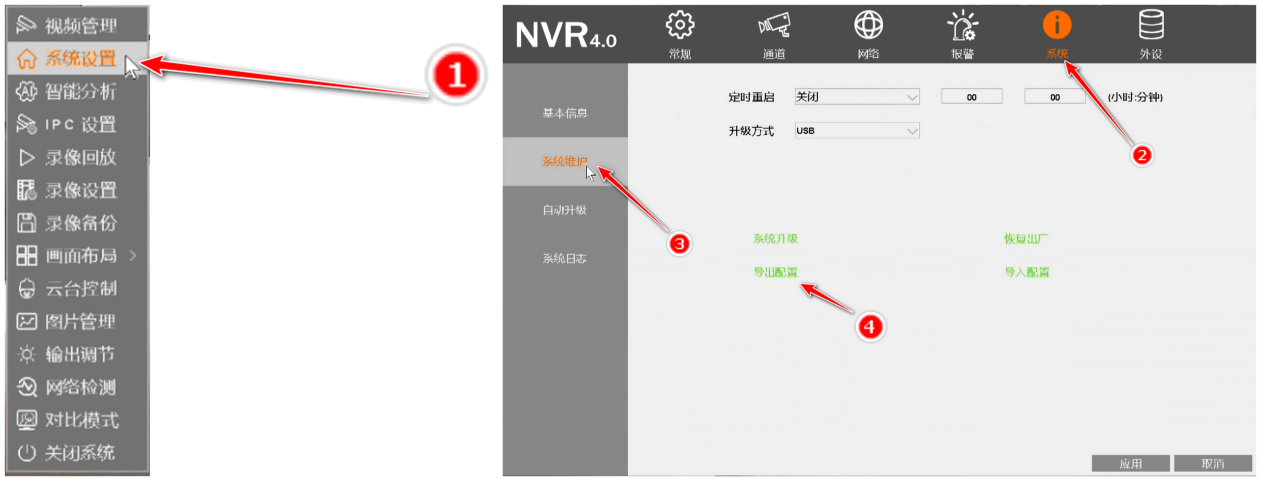 视频管理
系统设置
智能分析
IPC 设置
录像回放
录像设置
录像备份
画面布局 >
云台控制
图片管理
输出调节
网络检测
对比模式
关闭系统
1
NVR4.0
常规 通道 网络 报警 系统 外设
基本信息
系统维护
自动升级
系统日志
定时重启 关闭 00 00 (小时:分钟)
升级方式 USB
2
3
系统升级 恢复出厂
导出配置 导入配置
4
应用 取消